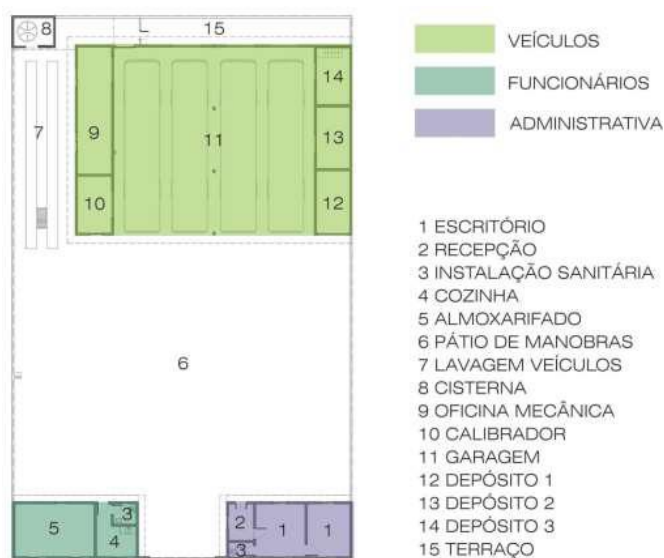 8
15
14
7
9
11
13
10
12
6
5
3
4
2
3
1
1
VEÍCULOS
FUNCIONÁRIOS
ADMINISTRATIVA
1 ESCRITÓRIO
2 RECEPÇÃO
3 INSTALAÇÃO SANITÁRIA
4 COZINHA
5 ALMOXARIFADO
6 PÁTIO DE MANOBRAS
7 LAVAGEM VEÍCULOS
8 CISTERNA
9 OFICINA MECÂNICA
10 CALIBRADOR
11 GARAGEM
12 DEPÓSITO 1
13 DEPÓSITO 2
14 DEPÓSITO 3
15 TERRAÇO